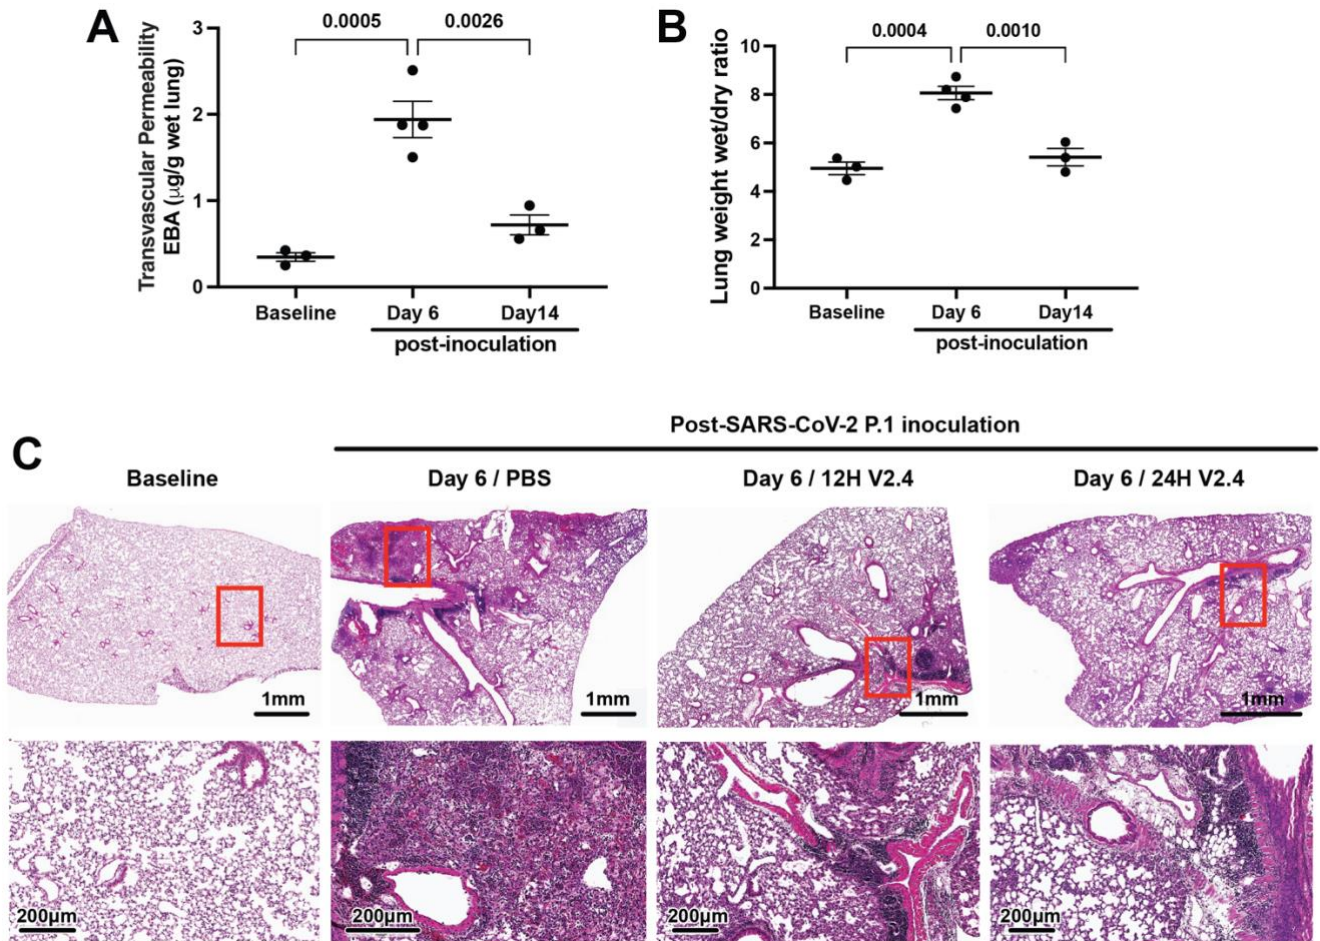 A
Transvascular Permeability
EBA (µg/g wet lung)
3
2
1
0
0.0005
0.0026
Baseline
Day 6
Day14
post-inoculation
B
Lung weight wet/dry ratio
10
8
6
4
2
0
0.0004
0.0010
Baseline
Day 6
Day14
post-inoculation
C
Post-SARS-CoV-2 P.1 inoculation
Baseline
Day 6 / PBS
Day 6 / 12H V2.4
Day 6 / 24H V2.4
1mm
1mm
1mm
1mm
200µm
200µm
200µm
200µm